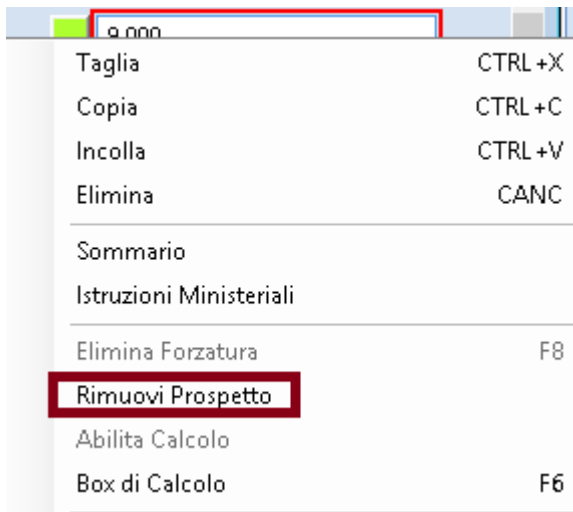 9.000
Taglia CTRL+X
Copia CTRL+C
Incolla CTRL+V
Elimina CANC
Sommario
Istruzioni Ministeriali
Elimina Forzatura F8
Rimuovi Prospetto
Abilita Calcolo
Box di Calcolo F6